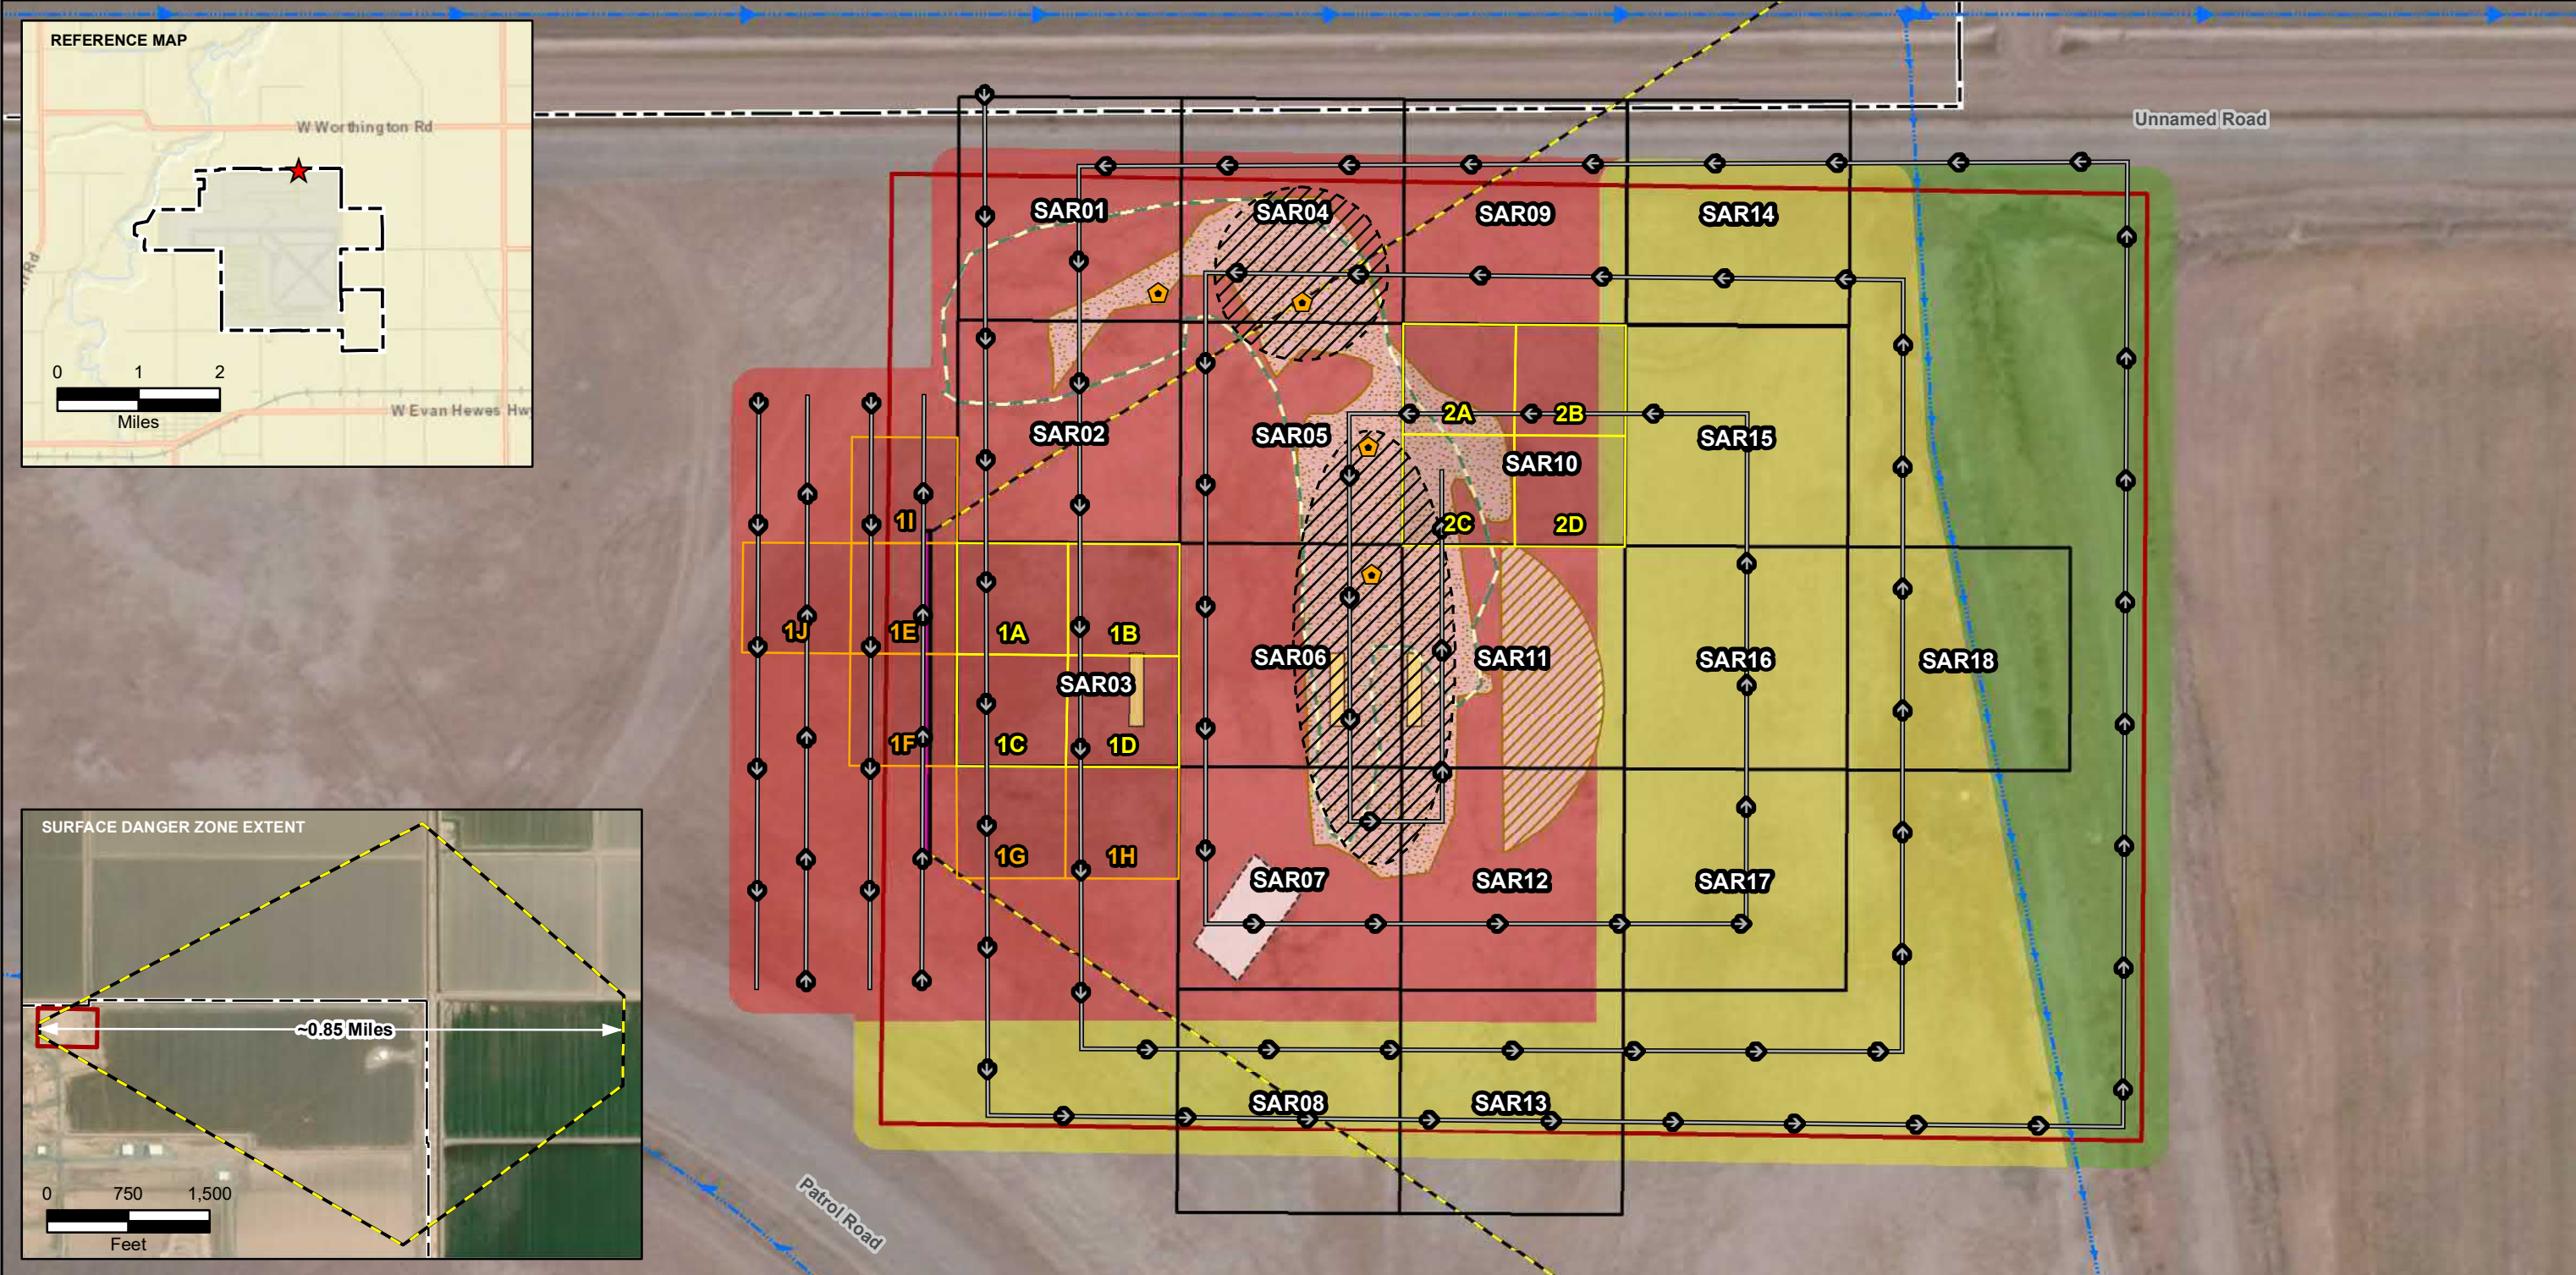 REFERENCE MAP
W Worthington Rd
Rd
W Evan Hewes Hwy
0 1 2
Miles
Unnamed Road
SAR01
SAR04
SAR09
SAR14
SAR02
SAR05
2A
2B
SAR15
SAR10
1I
2C
2D
1J
1E
1A
1B
SAR06
SAR11
SAR16
SAR18
SAR03
1F
1C
1D
1G
1H
SAR07
SAR12
SAR17
SAR08
SAR13
Patrol Road
SURFACE DANGER ZONE EXTENT
~0.85 Miles
0 750 1,500
Feet